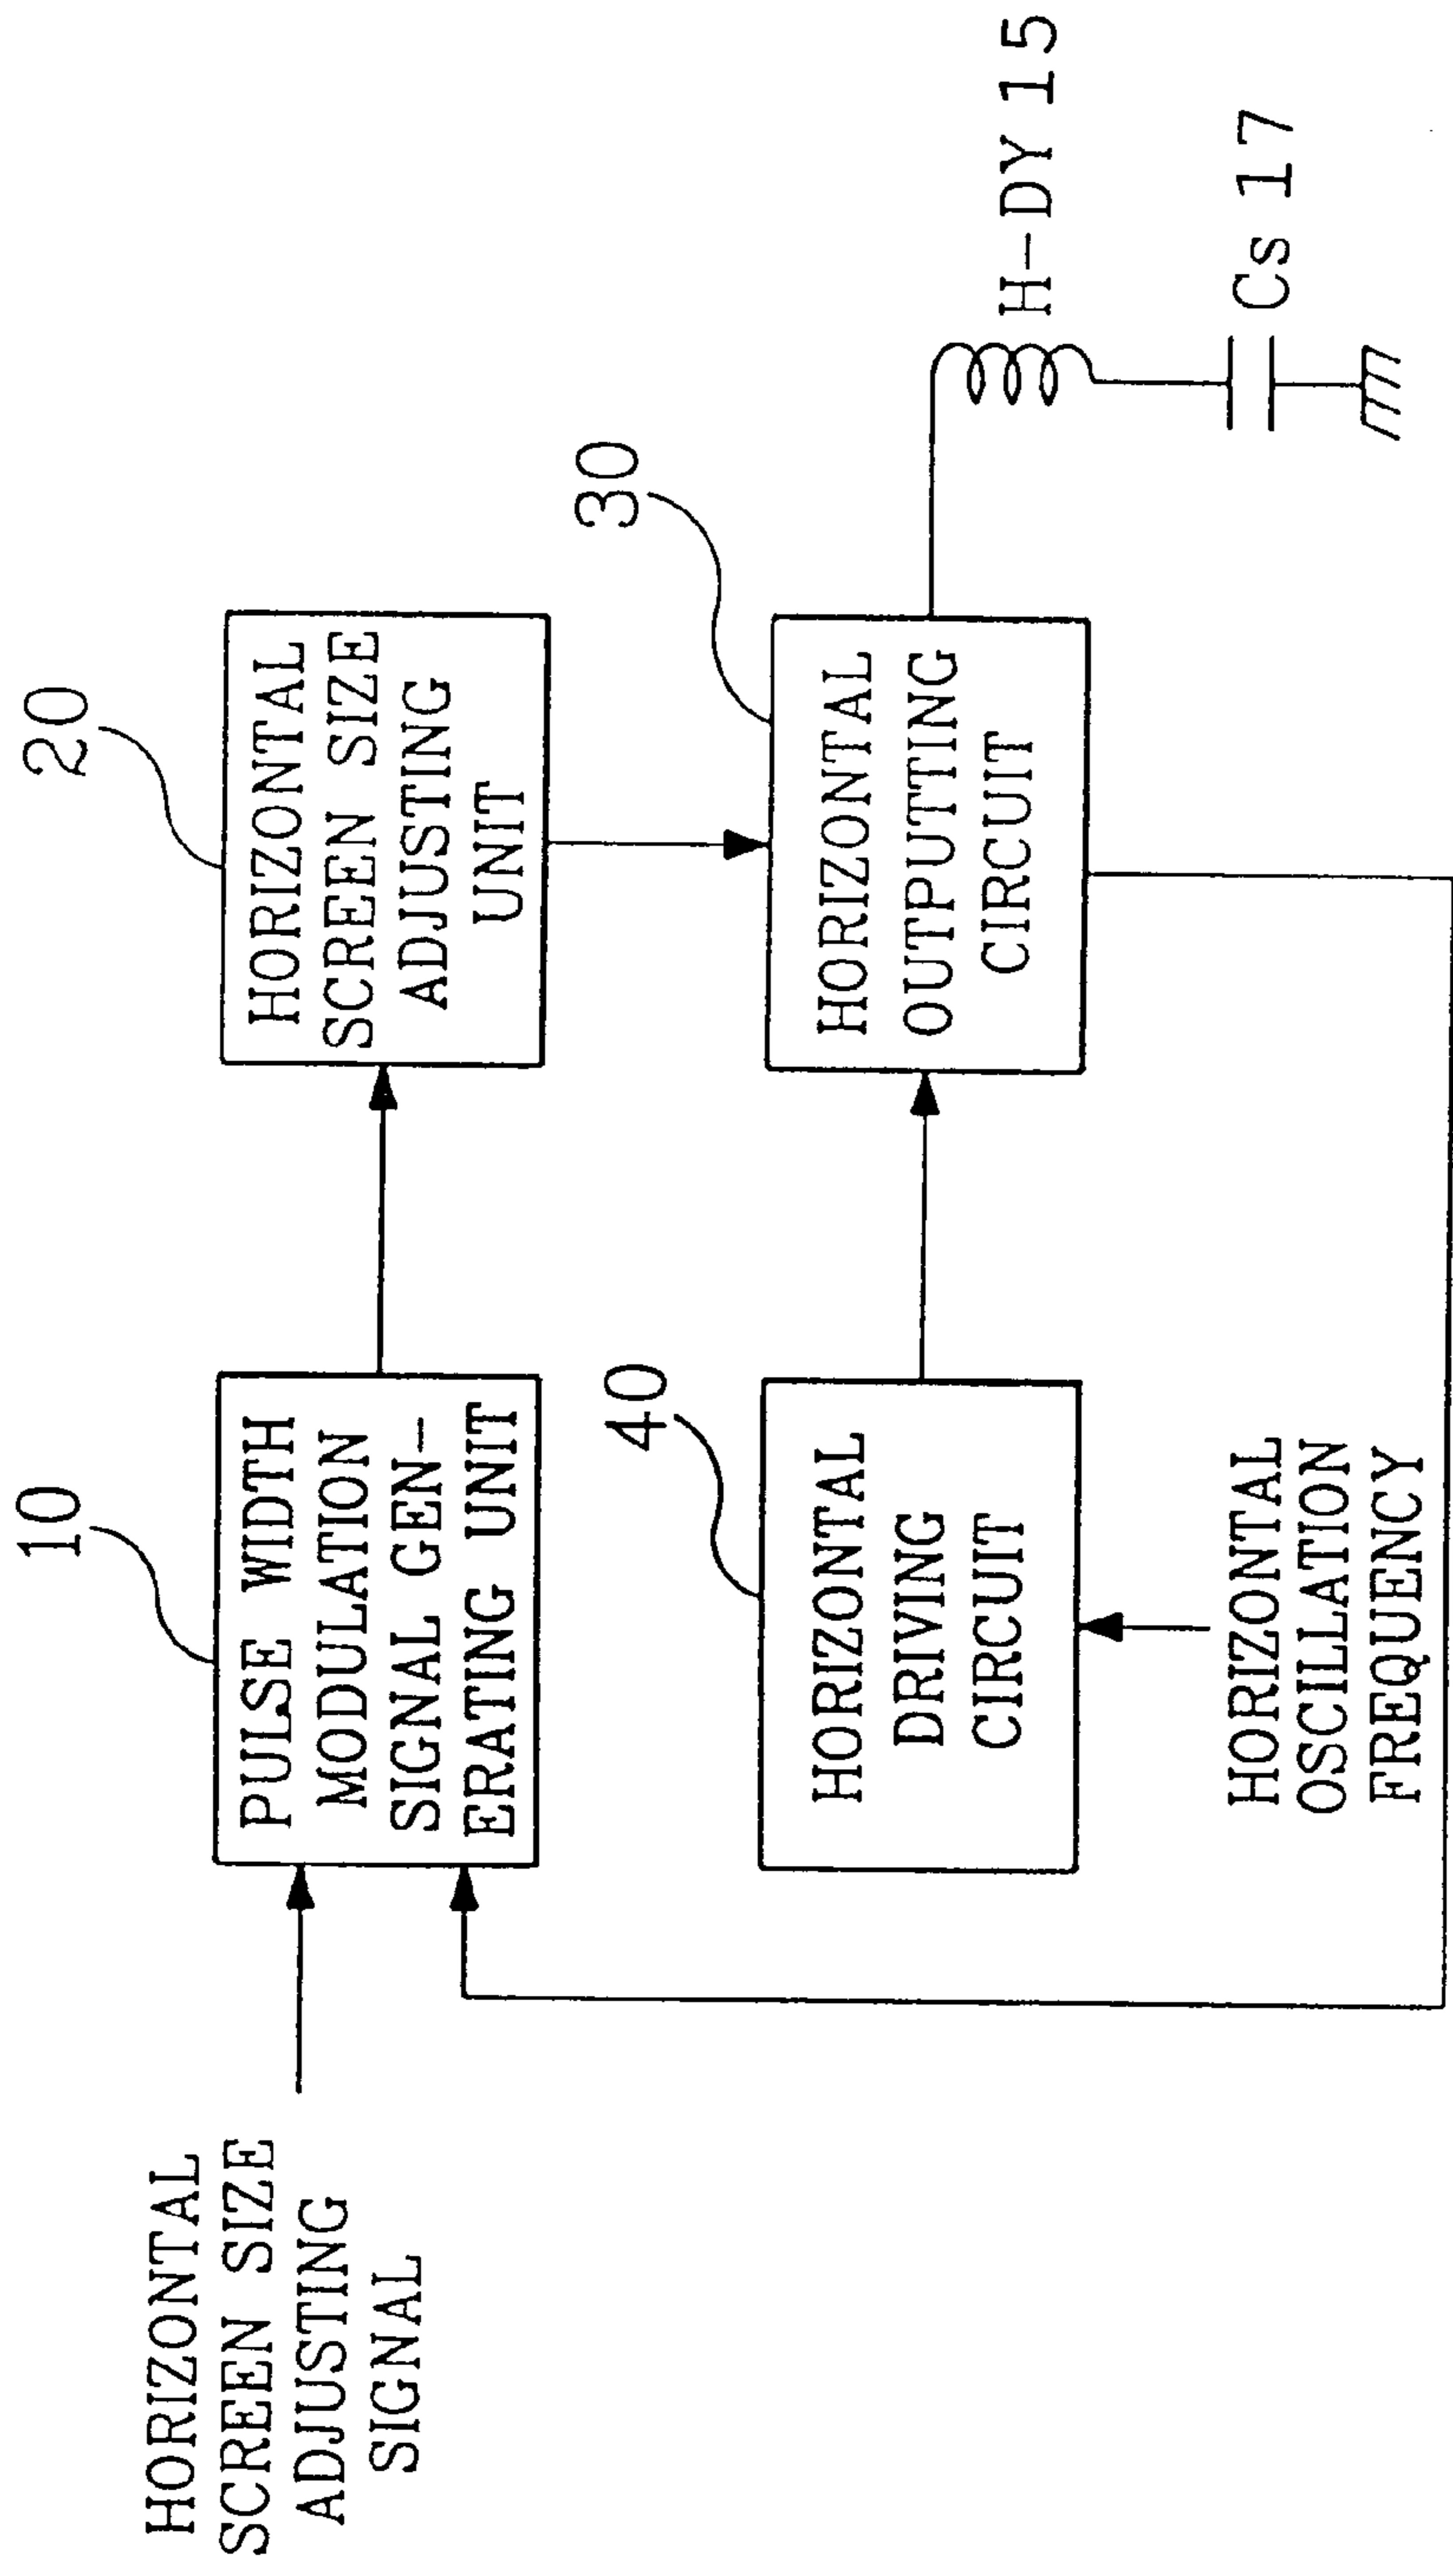 HORIZONTAL
SCREEN SIZE
ADJUSTING
SIGNAL
10
PULSE WIDTH
MODULATION
SIGNAL GEN-
ERATING UNIT
20
HORIZONTAL
SCREEN SIZE
ADJUSTING
UNIT
40
HORIZONTAL
DRIVING
CIRCUIT
HORIZONTAL
OSCILLATION
FREQUENCY
30
HORIZONTAL
OUTPUTTING
CIRCUIT
H-DY 15
Cs 17